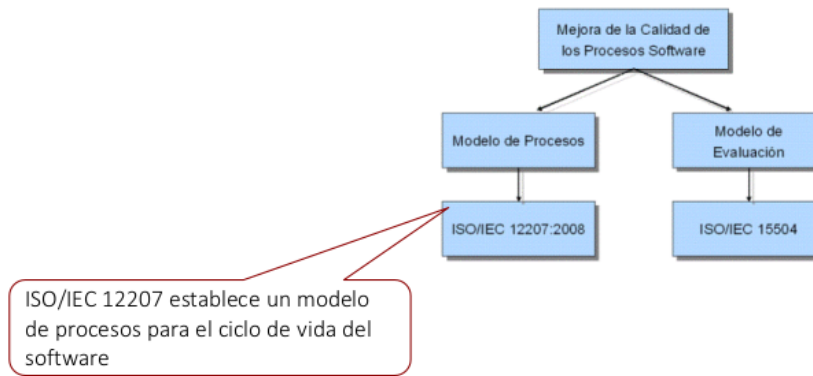 Mejora de la Calidad de
los Procesos Software
Modelo de Procesos
Modelo de
Evaluación
ISO/IEC 12207:2008
ISO/IEC 15504
ISO/IEC 12207 establece un modelo
de procesos para el ciclo de vida del
software